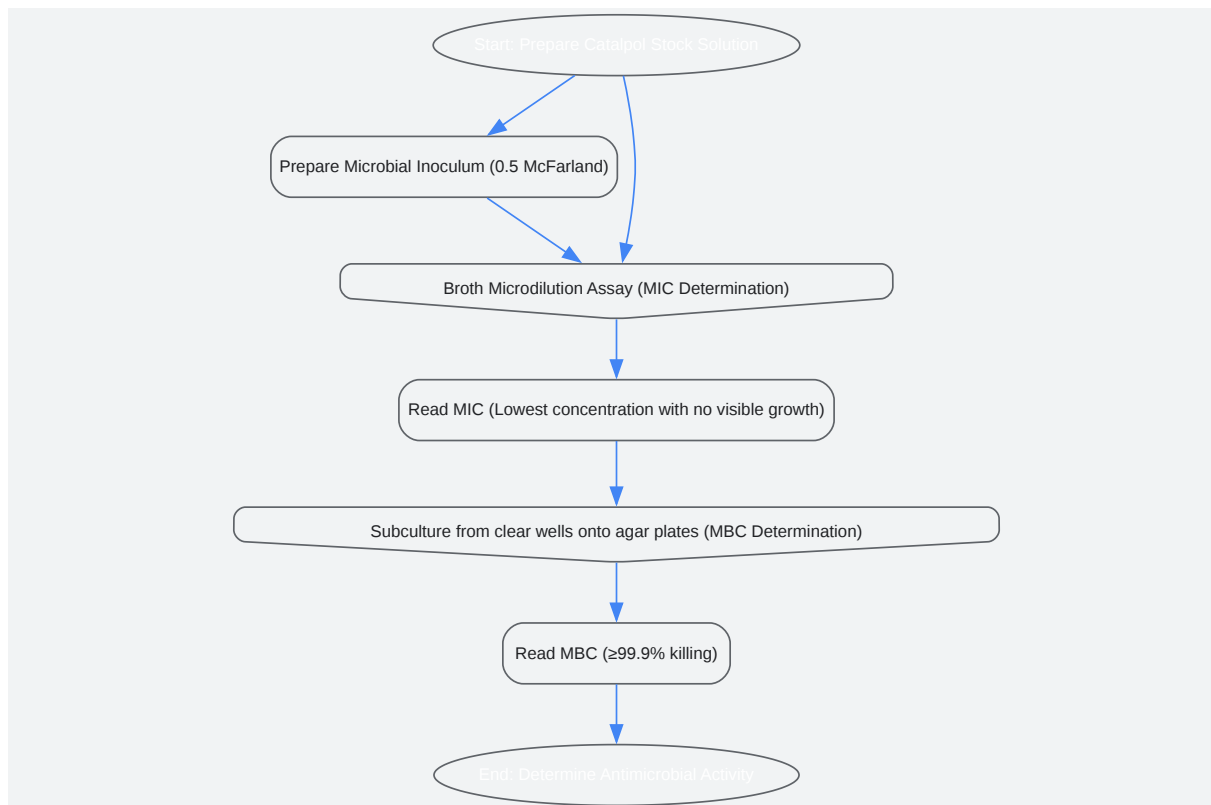 Start: Prepare Catalpol Stock Solution
Prepare Microbial Inoculum (0.5 McFarland)
Broth Microdilution Assay (MIC Determination)
Read MIC (Lowest concentration with no visible growth)
Subculture from clear wells onto agar plates (MBC Determination)
Read MBC (≥99.9% killing)
End: Determine Antimicrobial Activity